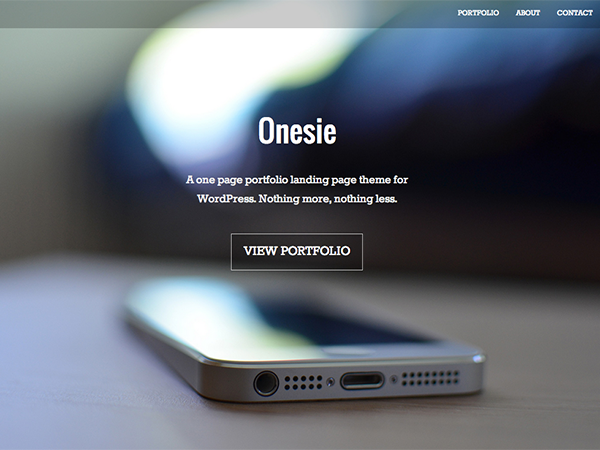 PORTFOLIO ABOUT CONTACT
Onesie
A one page portfolio landing page theme for
WordPress. Nothing more, nothing less.
VIEW PORTFOLIO